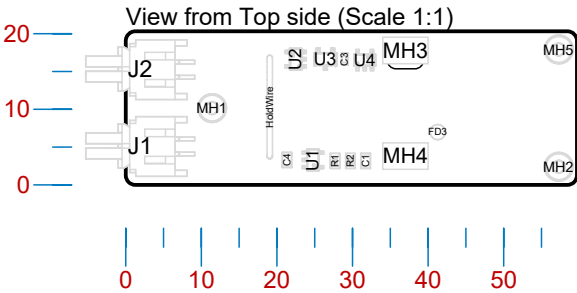 View from Top side (Scale 1:1)
20
10
0
J2
J1
MH1
HoldWire
U2
U3
C3
U4
MH3
MH5
FD3
C4
U1
R1
R2
C1
MH4
MH2
0 10 20 30 40 50